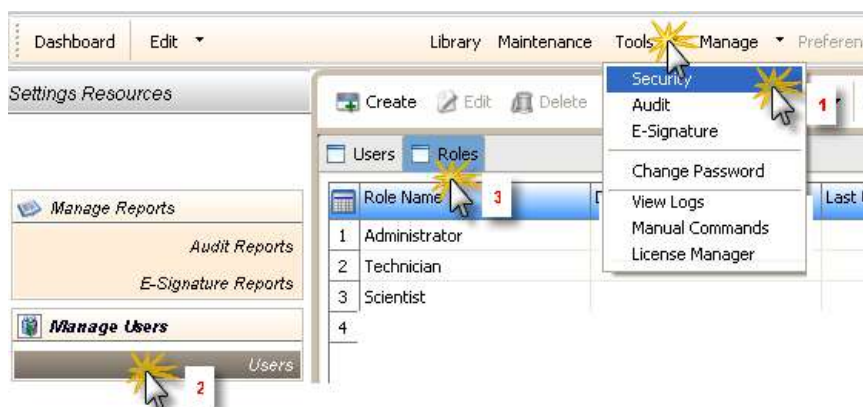 Dashboard Edit Library Maintenance Tools Manage
Settings Resources
Create Edit Delete
Security
Audit
E-Signature
Change Password
View Logs
Manual Commands
License Manager
1
Users Roles
3
Role Name Last
1 Administrator
2 Technician
3 Scientist
4
Manage Reports
Audit Reports
E-Signature Reports
Manage Users
Users
2